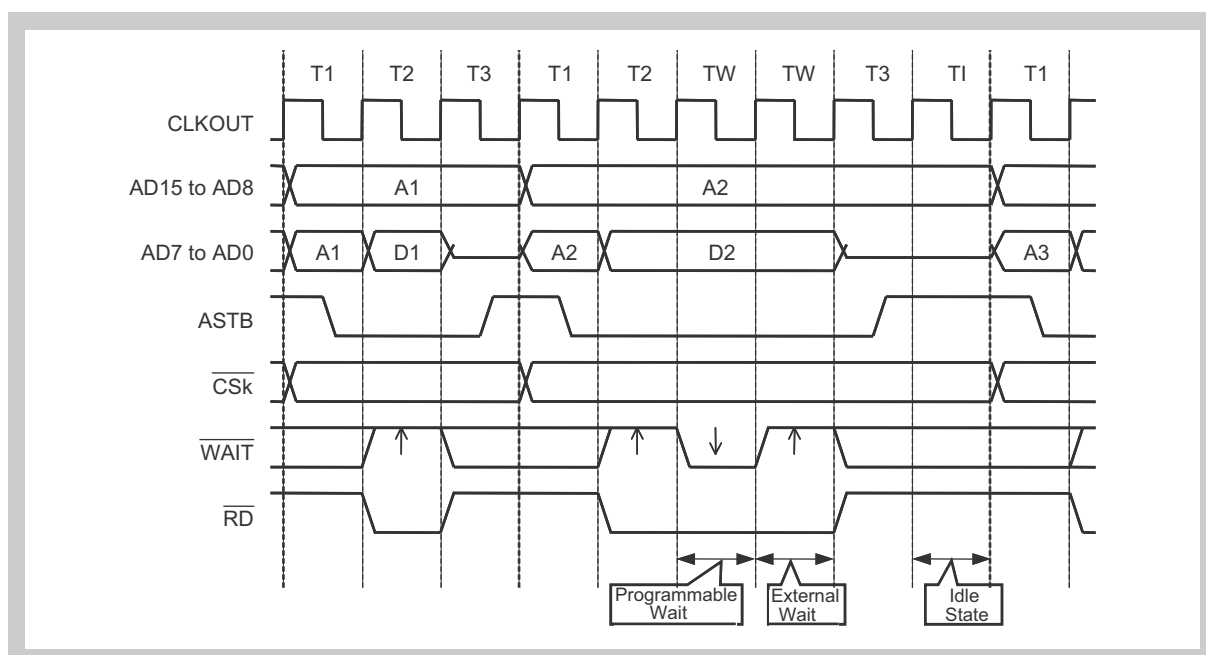 T1 T2 T3 T1 T2 TW TW T3 TI T1
CLKOUT
AD15 to AD8 A1 A2
AD7 to AD0 A1 D1 A2 D2 A3
ASTB
CSk
WAIT
RD
Programmable Wait
External Wait
Idle State